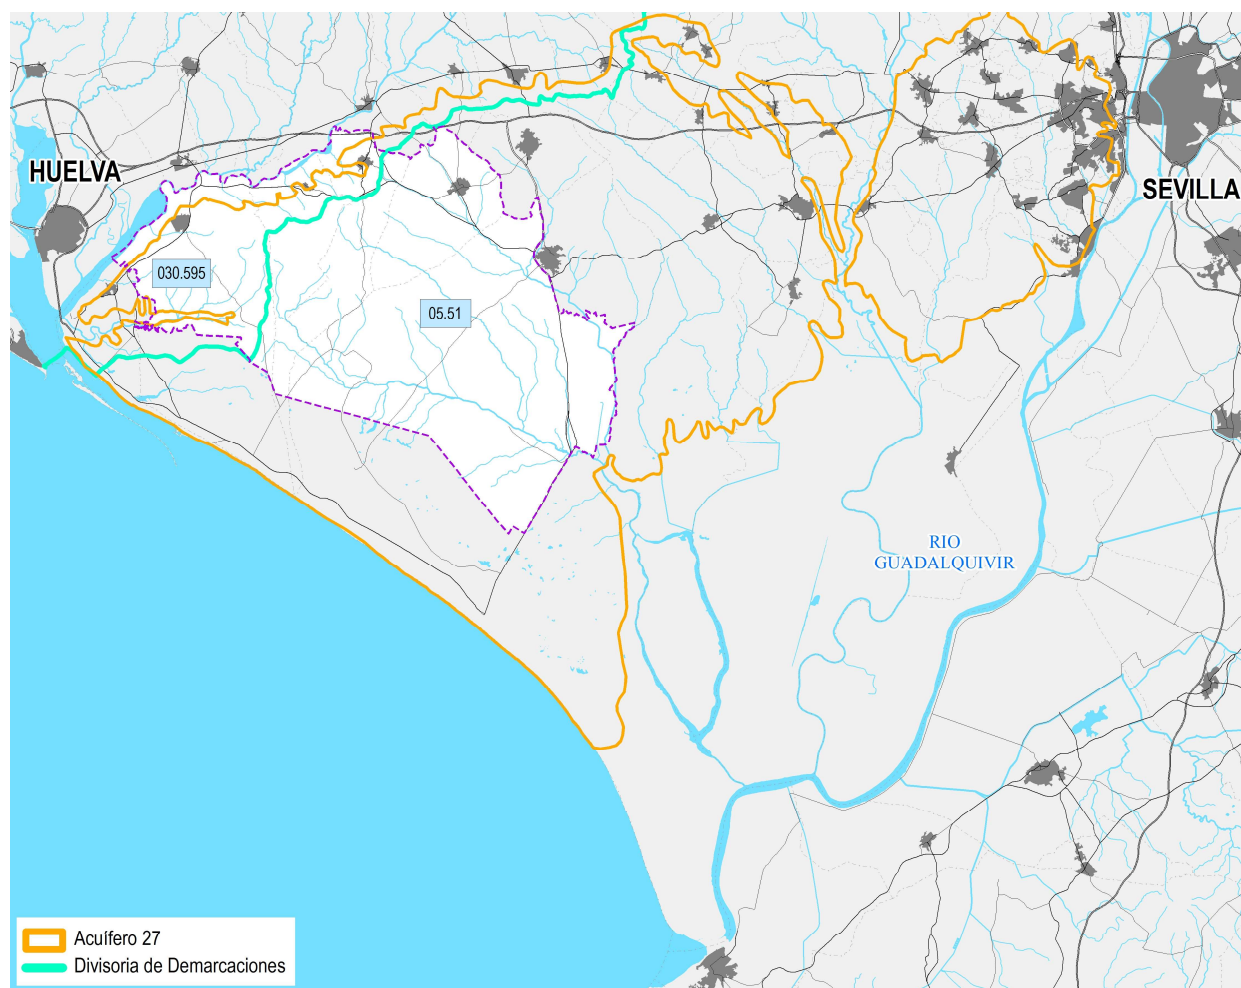 HUELVA
SEVILLA
030.595
05.51
RIO
GUADALQUIVIR
Acuífero 27
Divisoria de Demarcaciones